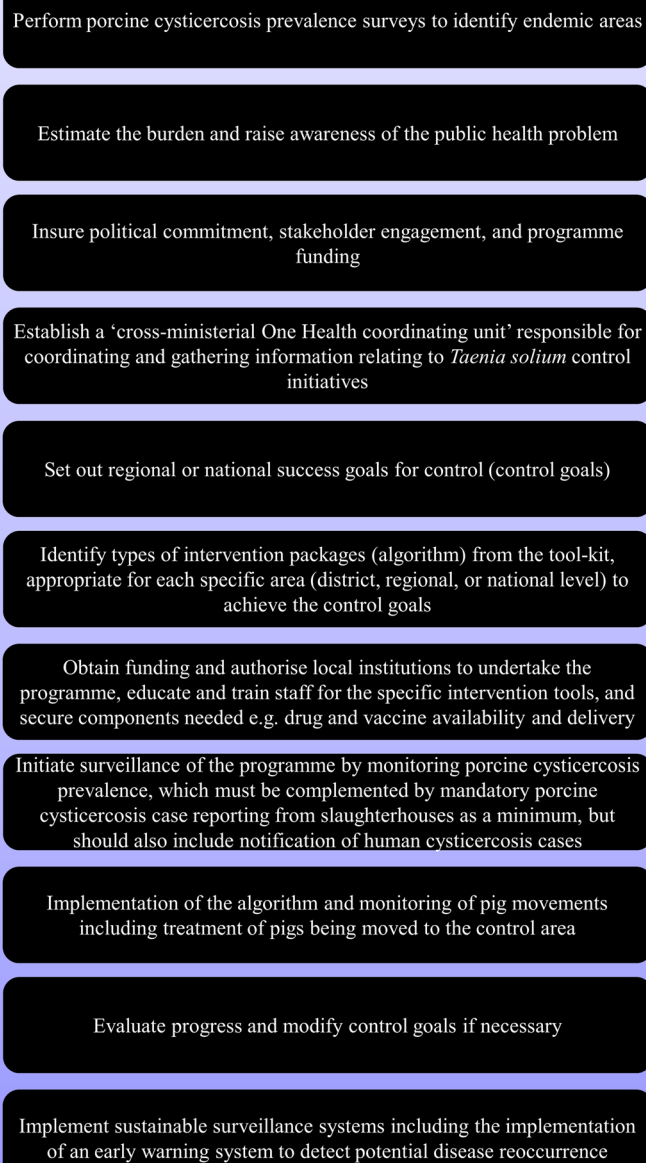 Perform porcine cysticercosis prevalence surveys to identify endemic areas
Estimate the burden and raise awareness of the public health problem
Insure political commitment, stakeholder engagement, and programme
funding
Establish a ‘cross-ministerial One Health coordinating unit’ responsible for
coordinating and gathering information relating to Taenia solium control
initiatives
Set out regional or national success goals for control (control goals)
Identify types of intervention packages (algorithm) from the tool-kit,
appropriate for each specific area (district, regional, or national level) to
achieve the control goals
Obtain funding and authorise local institutions to undertake the
programme, educate and train staff for the specific intervention tools, and
secure components needed e.g. drug and vaccine availability and delivery
Initiate surveillance of the programme by monitoring porcine cysticercosis
prevalence, which must be complemented by mandatory porcine
cysticercosis case reporting from slaughterhouses as a minimum, but
should also include notification of human cysticercosis cases
Implementation of the algorithm and monitoring of pig movements
including treatment of pigs being moved to the control area
Evaluate progress and modify control goals if necessary
Implement sustainable surveillance systems including the implementation
of an early warning system to detect potential disease reoccurrence